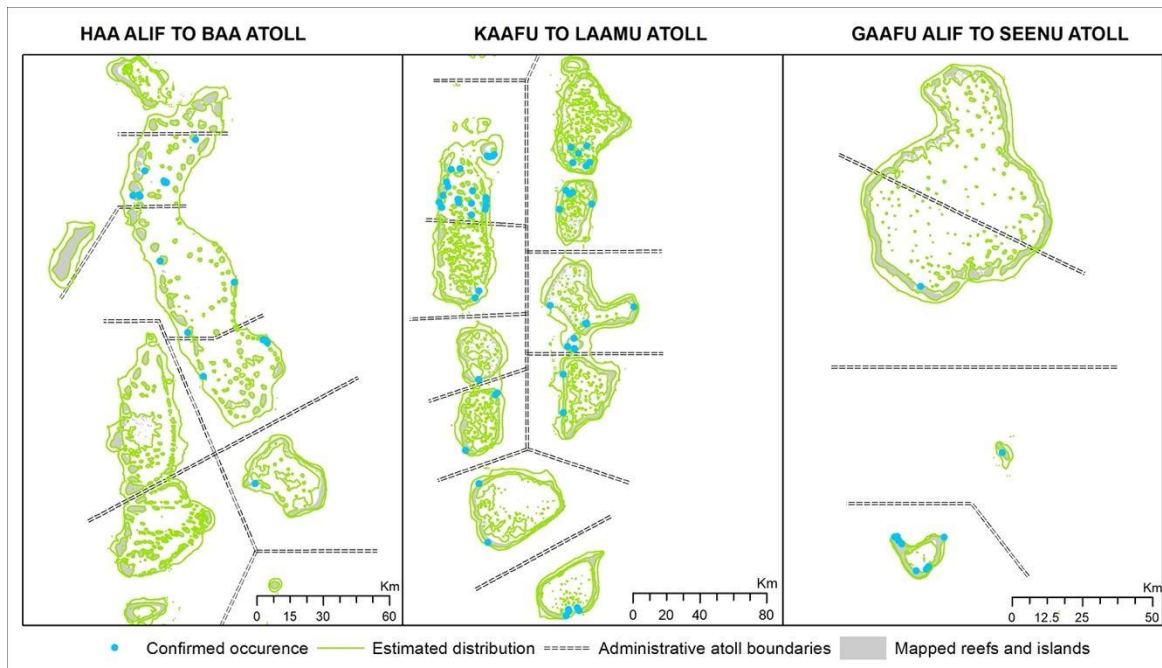 HAA ALIF TO BAA ATOLL
KAAFU TO LAAMU ATOLL
GAAFU ALIF TO SEENU ATOLL
Km
0 15 30 60
Km
0 20 40 80
Km
0 12.5 25 50
Confirmed occurence
Estimated distribution
Administrative atoll boundaries
Mapped reefs and islands